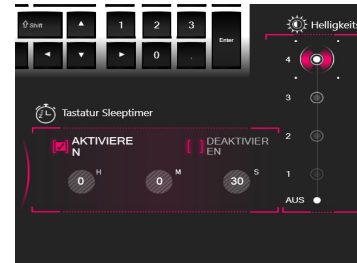 Shift 1 2 3
Enter
0 .
Helligkeits
4
3
Tastatur Sleeptimer
AKTIVIERE
N
DEAKTIVIER
EN
2
0 H 0 M 30 S
1
AUS